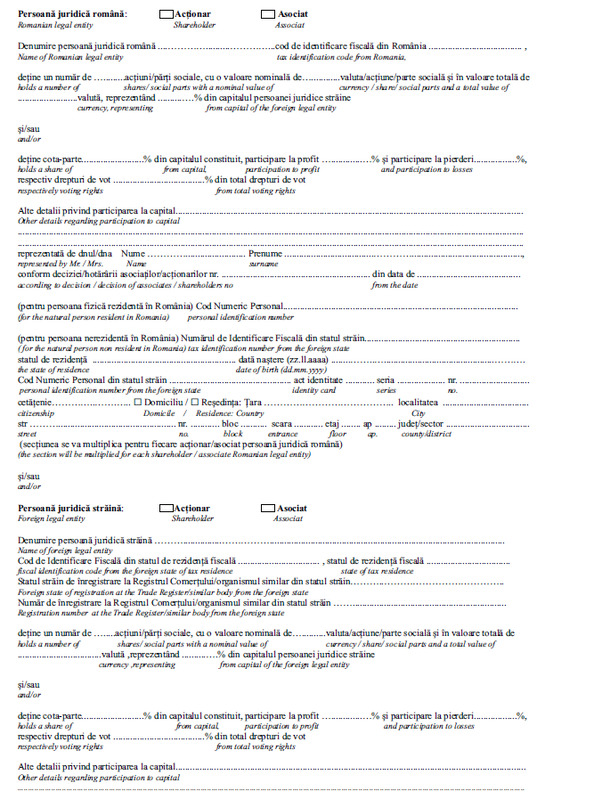 Persoană juridică română: ☐ Acționar ☐ Asociat
Romanian legal entity Shareholder Associat
Denumire persoană juridică română ................................cod de identificare fiscală din România ................................ ,
Name of Romanian legal entity tax identification code from Romania,
deține un număr de ...........acțiuni/părți sociale, cu o valoare nominală de.............valuta/acțiune/parte socială și în valoare totală de
holds a number of shares/ social parts with a nominal value of currency / share/ social parts and a total value of
.......................valută, reprezentând .............% din capitalul persoanei juridice străine
currency, representing from capital of the foreign legal entity
și/sau
and/or
deține cota-parte.......................% din capitalul constituit, participare la profit ...................% și participare la pierderi.................%,
holds a share of from capital, participation to profit and participation to losses
respectiv drepturi de vot ..................................% din total drepturi de vot
respectively voting rights from total voting rights
Alte detalii privind participarea la capital................................................................................................
Other details regarding participation to capital
................................................................................................................................
................................................................................................................................
reprezentată de dnul/dna Nume .................................. Prenume ................................................................,
represented by Mr. / Mrs. Name surname
conform deciziei/hotărârii asociaților/acționarilor nr. ........................................................ din data de ......................................
according to decision / decision of associates / shareholders no from the date
(pentru persoana fizică rezidentă în România) Cod Numeric Personal................................................................
(for the natural person resident in Romania) personal identification number
(pentru persoana nerezidentă în România) Numărul de Identificare Fiscală din statul străin................................................
(for the natural person non resident in Romania) tax identification number from the foreign state
statul de rezidență ..................................................... dată naștere (zz.ll.aaaa) ......................................................
the state of residence date of birth (dd.mm.yyyy)
Cod Numeric Personal din statul străin .............................................. act identitate ........... seria .................. nr. ..........................
personal identification number from the foreign state identity card series no.
cetățenie............................. ☐ Domiciliu / ☐ Reședința: Țara ................................................. localitatea ............................
citizenship Domicile / Residence: Country City
str ...................................................... nr. .......... bloc .......... scara ........... etaj ....... ap ........ județ/sector ..............................
street no. block entrance floor ap. county/district
(secțiunea se va multiplica pentru fiecare acționar/asociat persoană juridică română)
(the section will be multiplied for each shareholder / associate Romanian legal entity)
și/sau
and/or
Persoană juridică străină: ☐ Acționar ☐ Asociat
Foreign legal entity Shareholder Associat
Denumire persoană juridică străină ................................................................................................
Name of foreign legal entity
Cod de Identificare Fiscală din statul de rezidență fiscală .............................. , statul de rezidență fiscală ..............................
fiscal identification code from the foreign state of tax residence state of tax residence
Statul străin de înregistrare la Registrul Comerțului/organismul similar din statul străin........................................................
Foreign state of registration at the Trade Register/similar body from the foreign state
Număr de înregistrare la Registrul Comerțului/organismul similar din statul străin ................................................................
Registration number at the Trade Register/similar body from the foreign state
deține un număr de ........acțiuni/părți sociale, cu o valoare nominală de............valuta/acțiune/parte socială și în valoare totală de
holds a number of shares/ social parts with a nominal value of currency / share/ social parts and a total value of
................................valută ,reprezentând .............% din capitalul persoanei juridice străine
currency ,representing from capital of the foreign legal entity
și/sau
and/or
deține cota-parte.......................% din capitalul constituit, participare la profit ...................% și participare la pierderi.................%,
holds a share of from capital, participation to profit and participation to losses
respectiv drepturi de vot ..................................% din total drepturi de vot
respectively voting rights from total voting rights
Alte detalii privind participarea la capital................................................................................................
Other details regarding participation to capital
................................................................................................................................